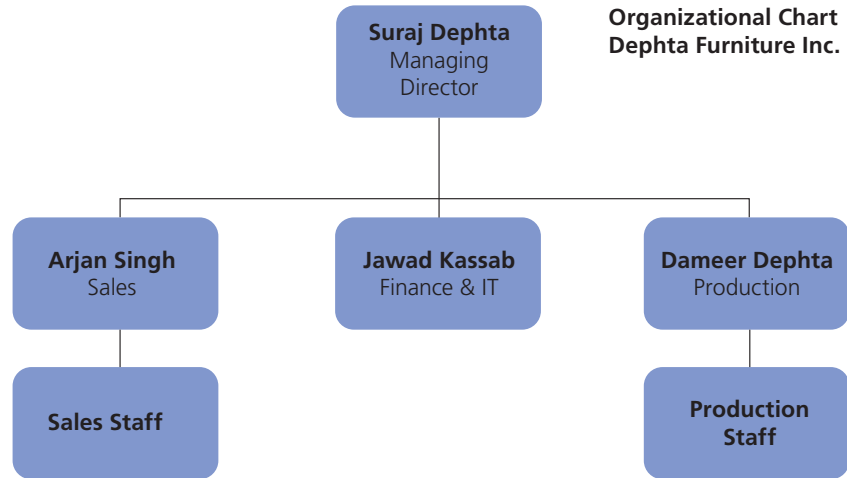 Organizational Chart
Dephta Furniture Inc.
Suraj Dephta
Managing
Director
Arjan Singh
Sales
Jawad Kassab
Finance & IT
Dameer Dephta
Production
Sales Staff
Production
Staff